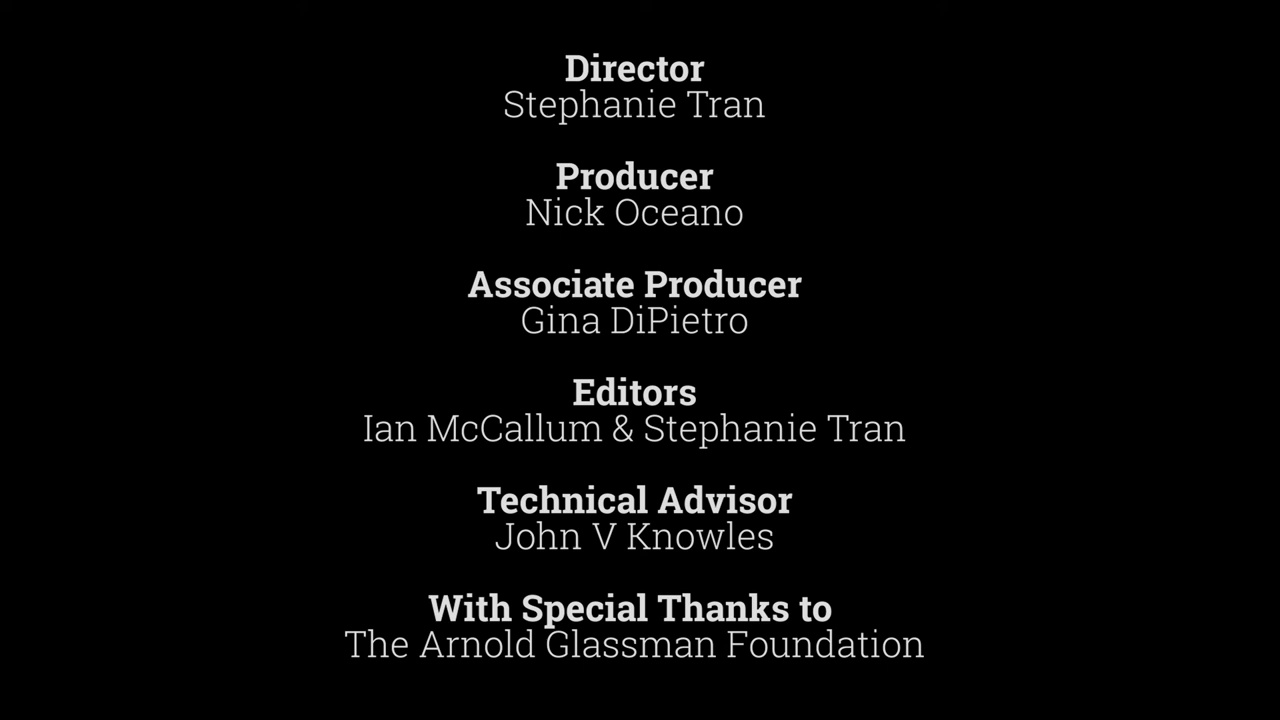 Director
Stephanie Tran
Producer
Nick Oceano
Associate Producer
Gina DiPietro
Editors
Ian McCallum & Stephanie Tran
Technical Advisor
John V Knowles
With Special Thanks to
The Arnold Glassman Foundation